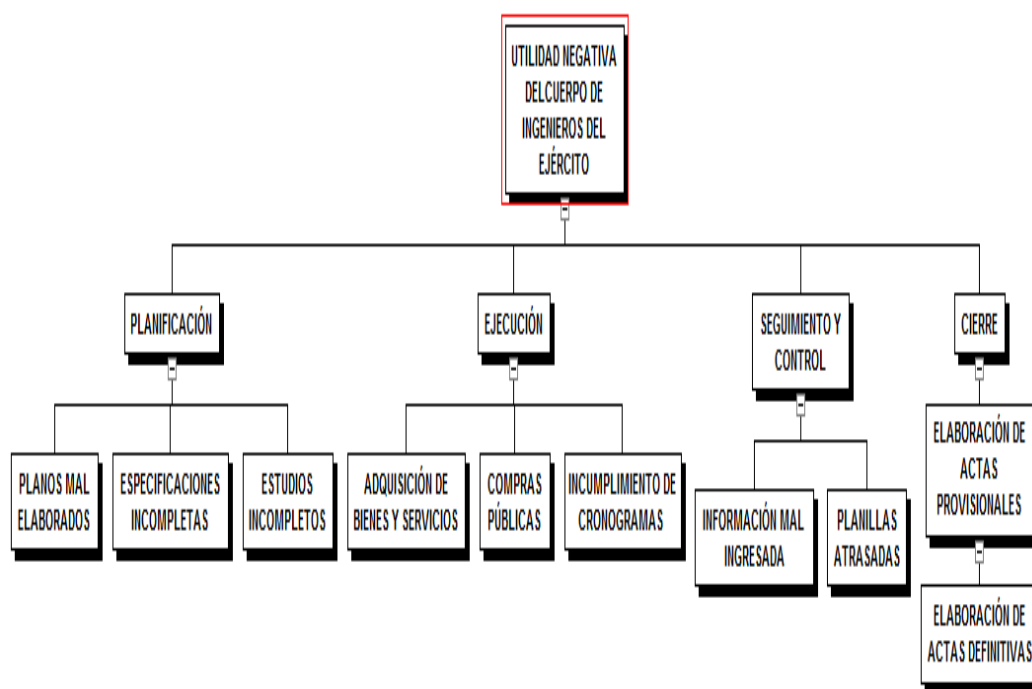 UTILIDAD NEGATIVA
DELCUERPO DE
INGENIEROS DEL
EJÉRCITO
PLANIFICACIÓN
EJECUCIÓN
SEGUIMIENTO Y
CONTROL
CIERRE
PLANOS MAL
ELABORADOS
ESPECIFICACIONES
INCOMPLETAS
ESTUDIOS
INCOMPLETOS
ADQUISICIÓN DE
BIENES Y SERVICIOS
COMPRAS
PÚBLICAS
INCUMPLIMIENTO DE
CRONOGRAMAS
INFORMACIÓN MAL
INGRESADA
PLANILLAS
ATRASADAS
ELABORACIÓN DE
ACTAS
PROVISIONALES
ELABORACIÓN DE
ACTAS DEFINITIVAS